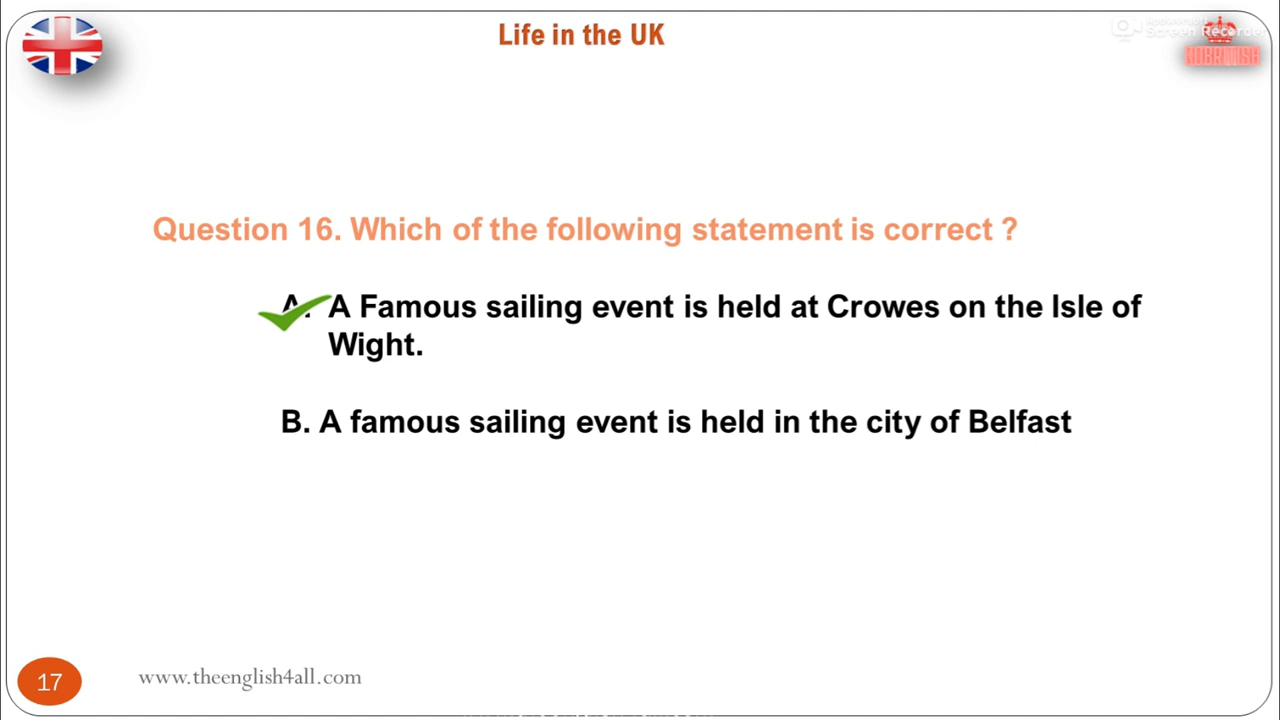 Life in the UK
Screen Recorder
Question 16. Which of the following statement is correct ?
A. A Famous sailing event is held at Crowes on the Isle of
Wight.
B. A famous sailing event is held in the city of Belfast
17
www.theenglish4all.com